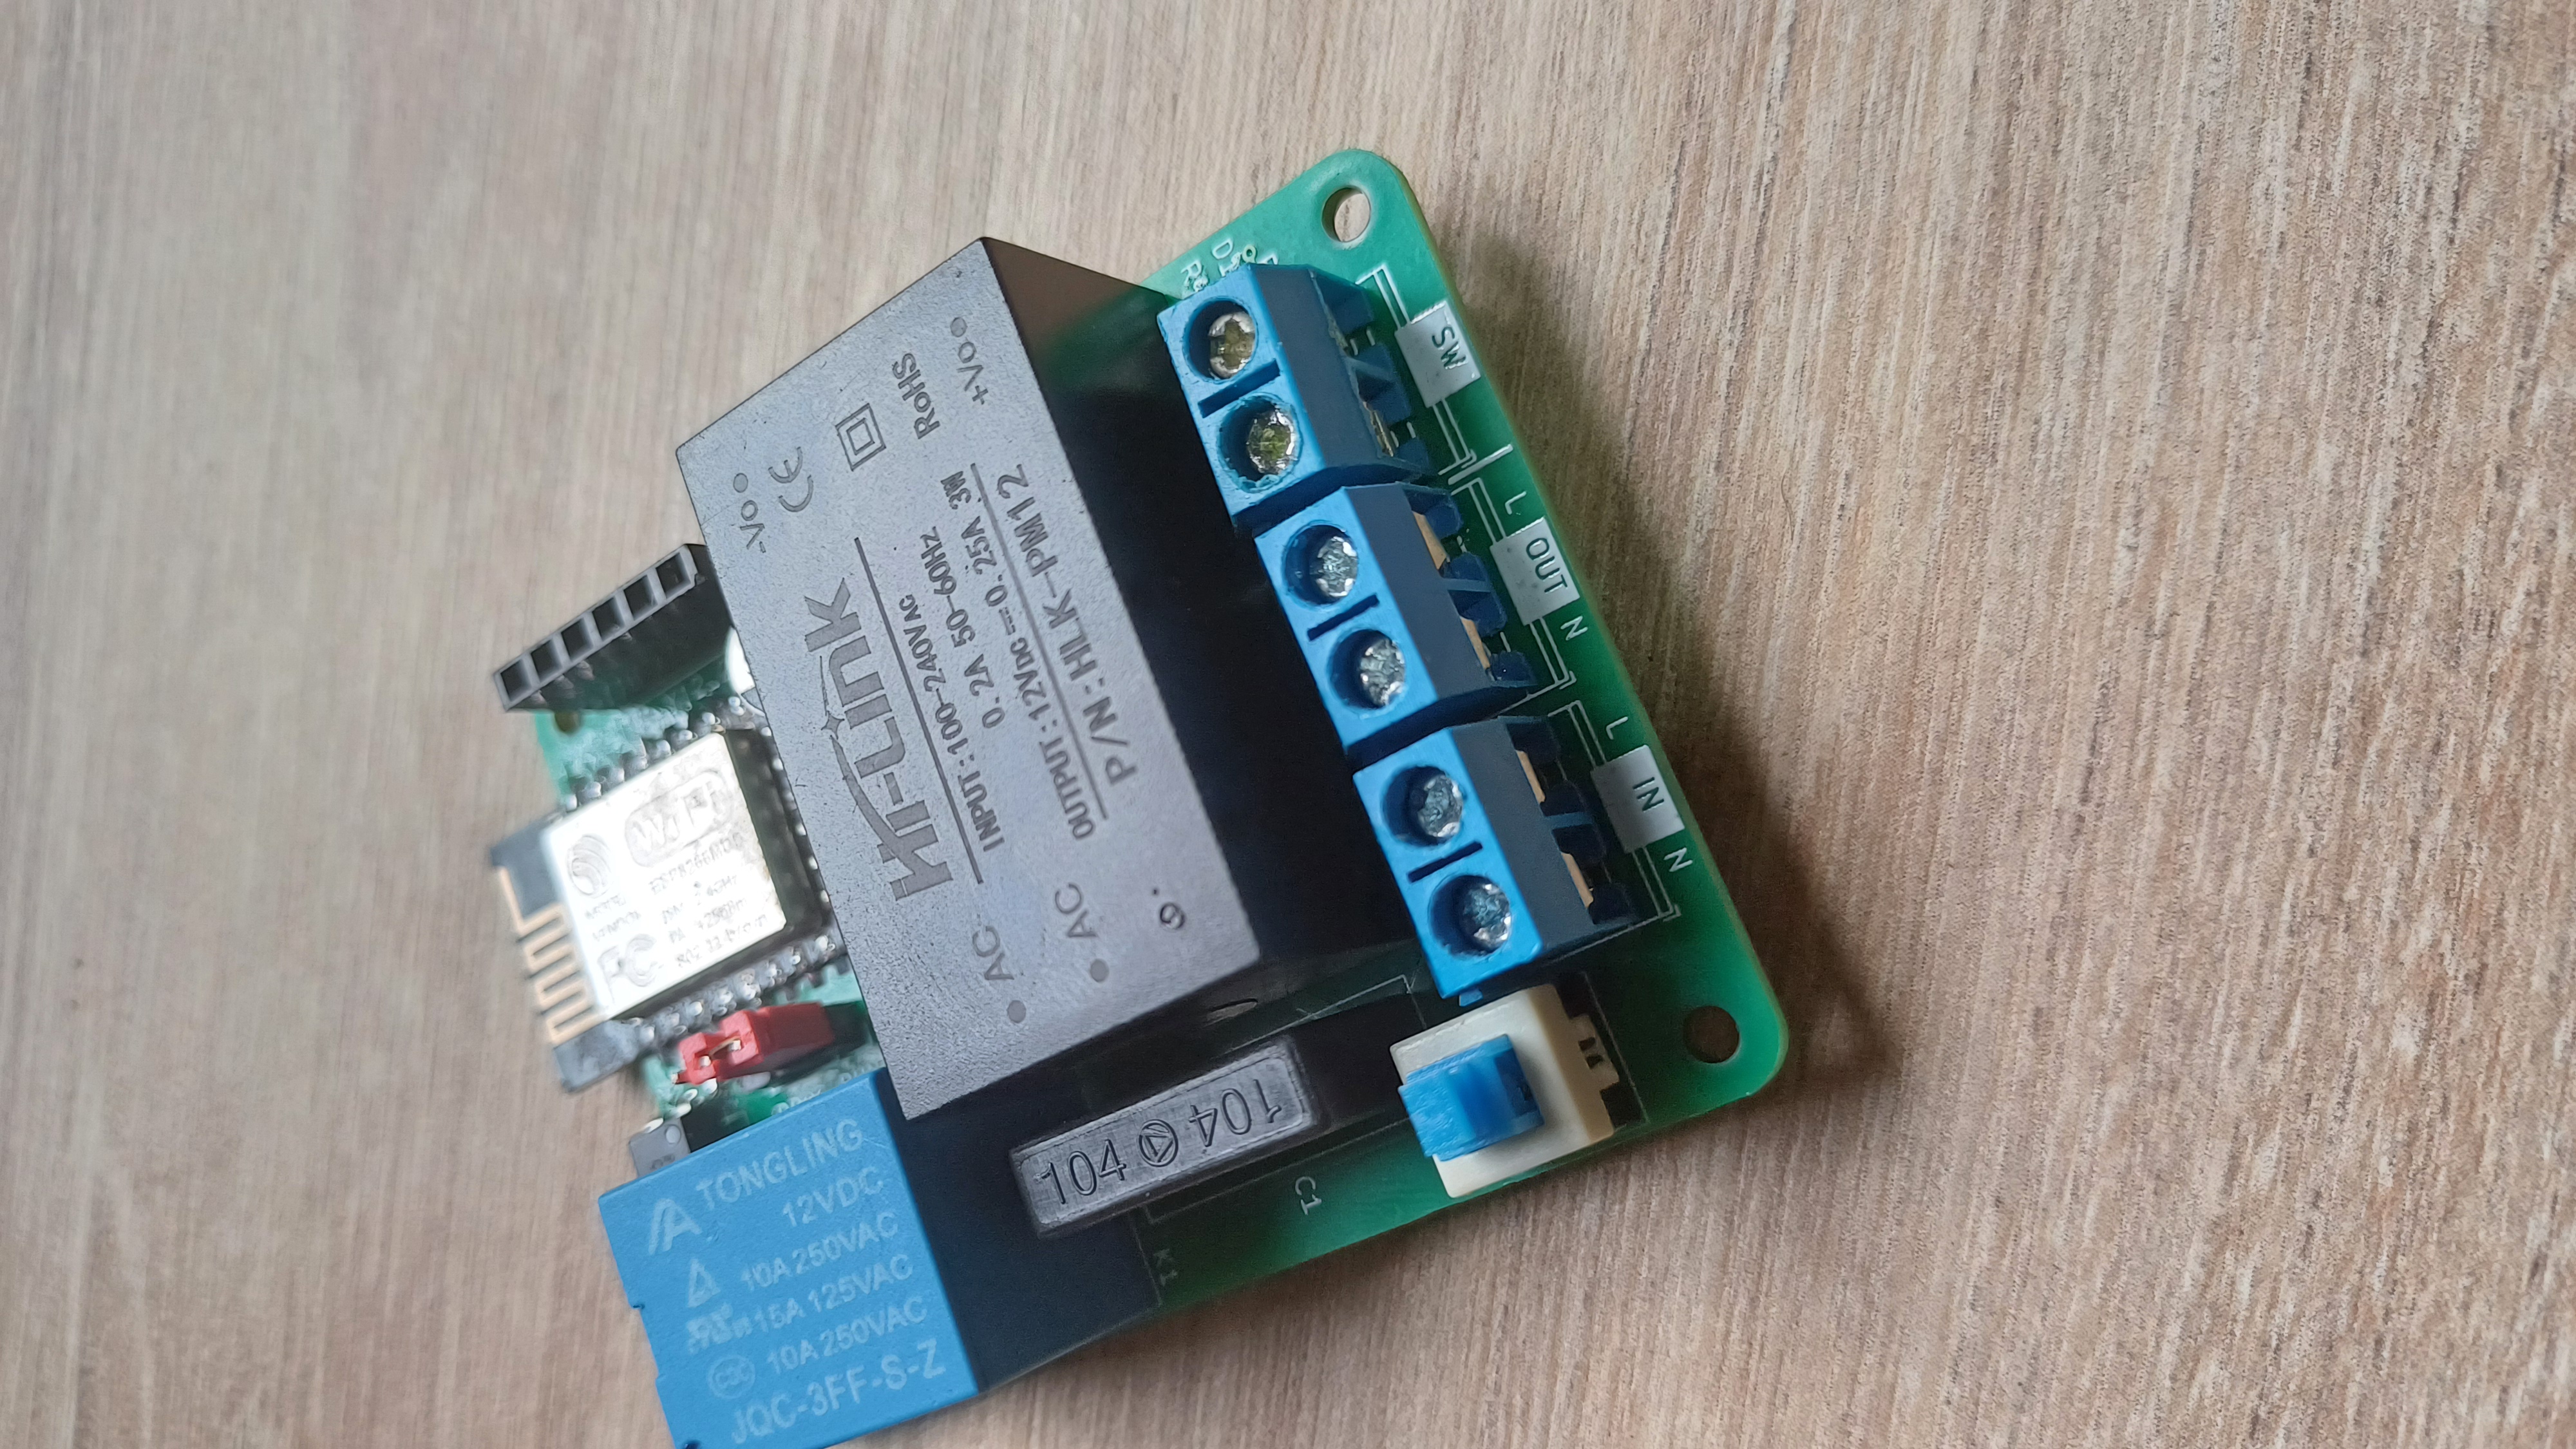 TONGLING
12VDC
10A 250VAC
15A 125VAC
10A 250VAC
JQC-3FF-S-Z
FC
WiFi
Hi-Link
INPUT:100-240VAC
0.2A 50-60Hz
OUTPUT:12VDC 0.25A 3W
P/N:HLK-PM12
AC
AC
-Vo
CE
RoHS
+Vo
104 104
K1
C1
SW
L OUT N
L IN N